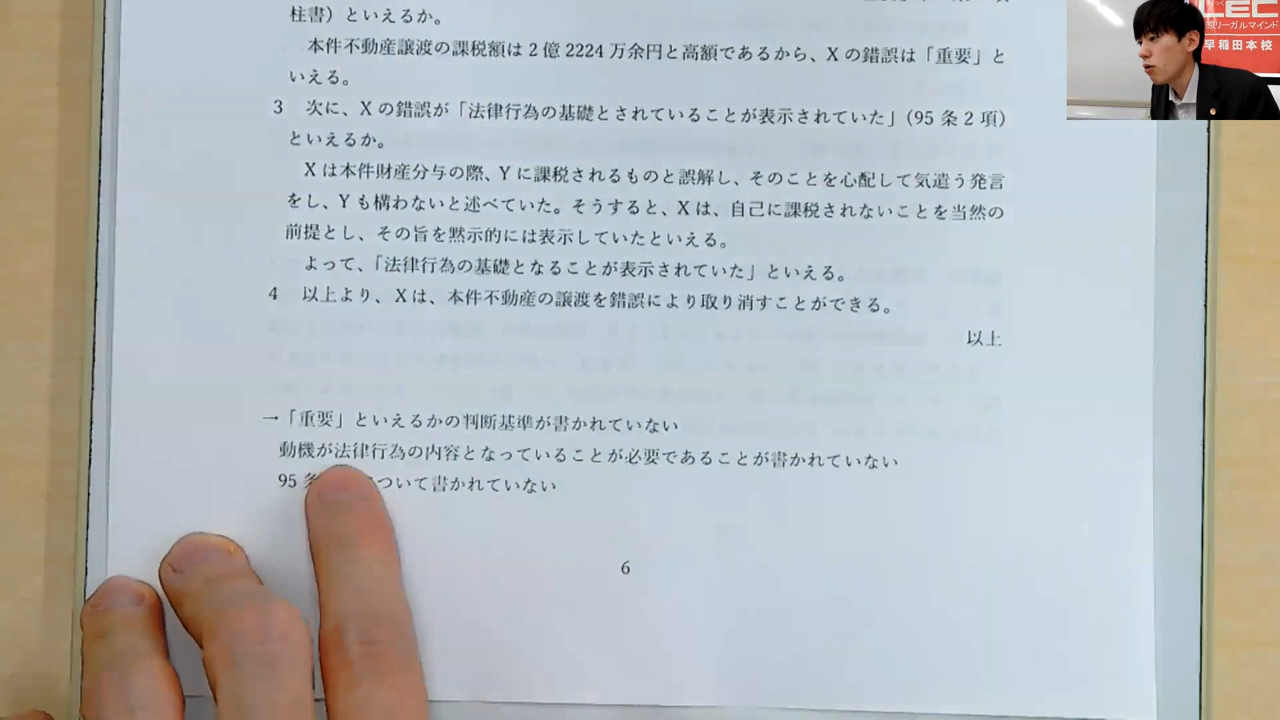 柱書）といえるか。
本件不動産譲渡の課税額は２億 2224 万余円と高額であるから、Ｘの錯誤は「重要」と
いえる。
3 次に、Ｘの錯誤が「法律行為の基礎とされていることが表示されていた」（95 条 2 項）
といえるか。
Ｘは本件財産分与の際、Ｙに課税されるものと誤解し、そのことを心配して気遣う発言
をし、Ｙも構わないと述べていた。そうすると、Ｘは、自己に課税されないことを当然の
前提とし、その旨を黙示的には表示していたといえる。
よって、「法律行為の基礎となることが表示されていた」といえる。
4 以上より、Ｘは、本件不動産の譲渡を錯誤により取り消すことができる。
以上
→「重要」といえるかの判断基準が書かれていない
動機が法律行為の内容となっていることが必要であることが書かれていない
95 条 ついて書かれていない
6
リーガルマインド
早稲田本校